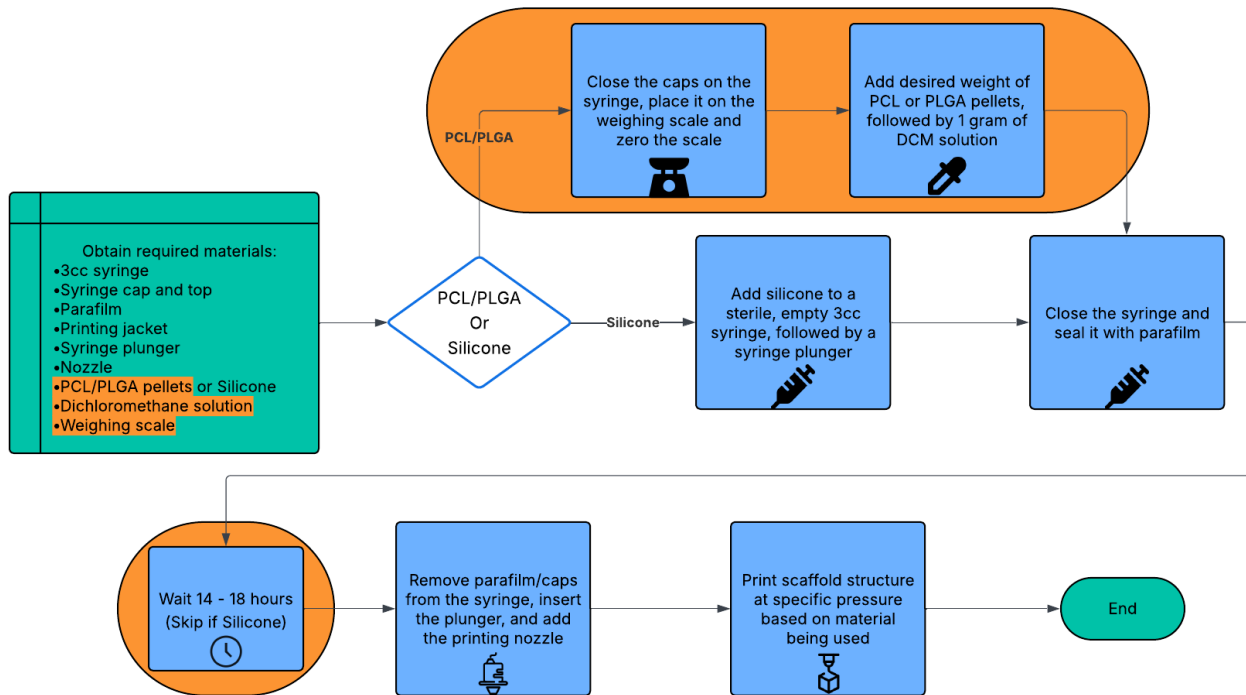 Obtain required materials:
•3cc syringe
•Syringe cap and top
•Parafilm
•Printing jacket
•Syringe plunger
•Nozzle
•PCL/PLGA pellets or Silicone
•Dichloromethane solution
•Weighing scale
PCL/PLGA
Or
Silicone
PCL/PLGA
Close the caps on the
syringe, place it on the
weighing scale and
zero the scale
Add desired weight of
PCL or PLGA pellets,
followed by 1 gram of
DCM solution
Silicone
Add silicone to a
sterile, empty 3cc
syringe, followed by a
syringe plunger
Close the syringe and
seal it with parafilm
Wait 14 - 18 hours
(Skip if Silicone)
Remove parafilm/caps
from the syringe, insert
the plunger, and add
the printing nozzle
Print scaffold structure
at specific pressure
based on material
being used
End